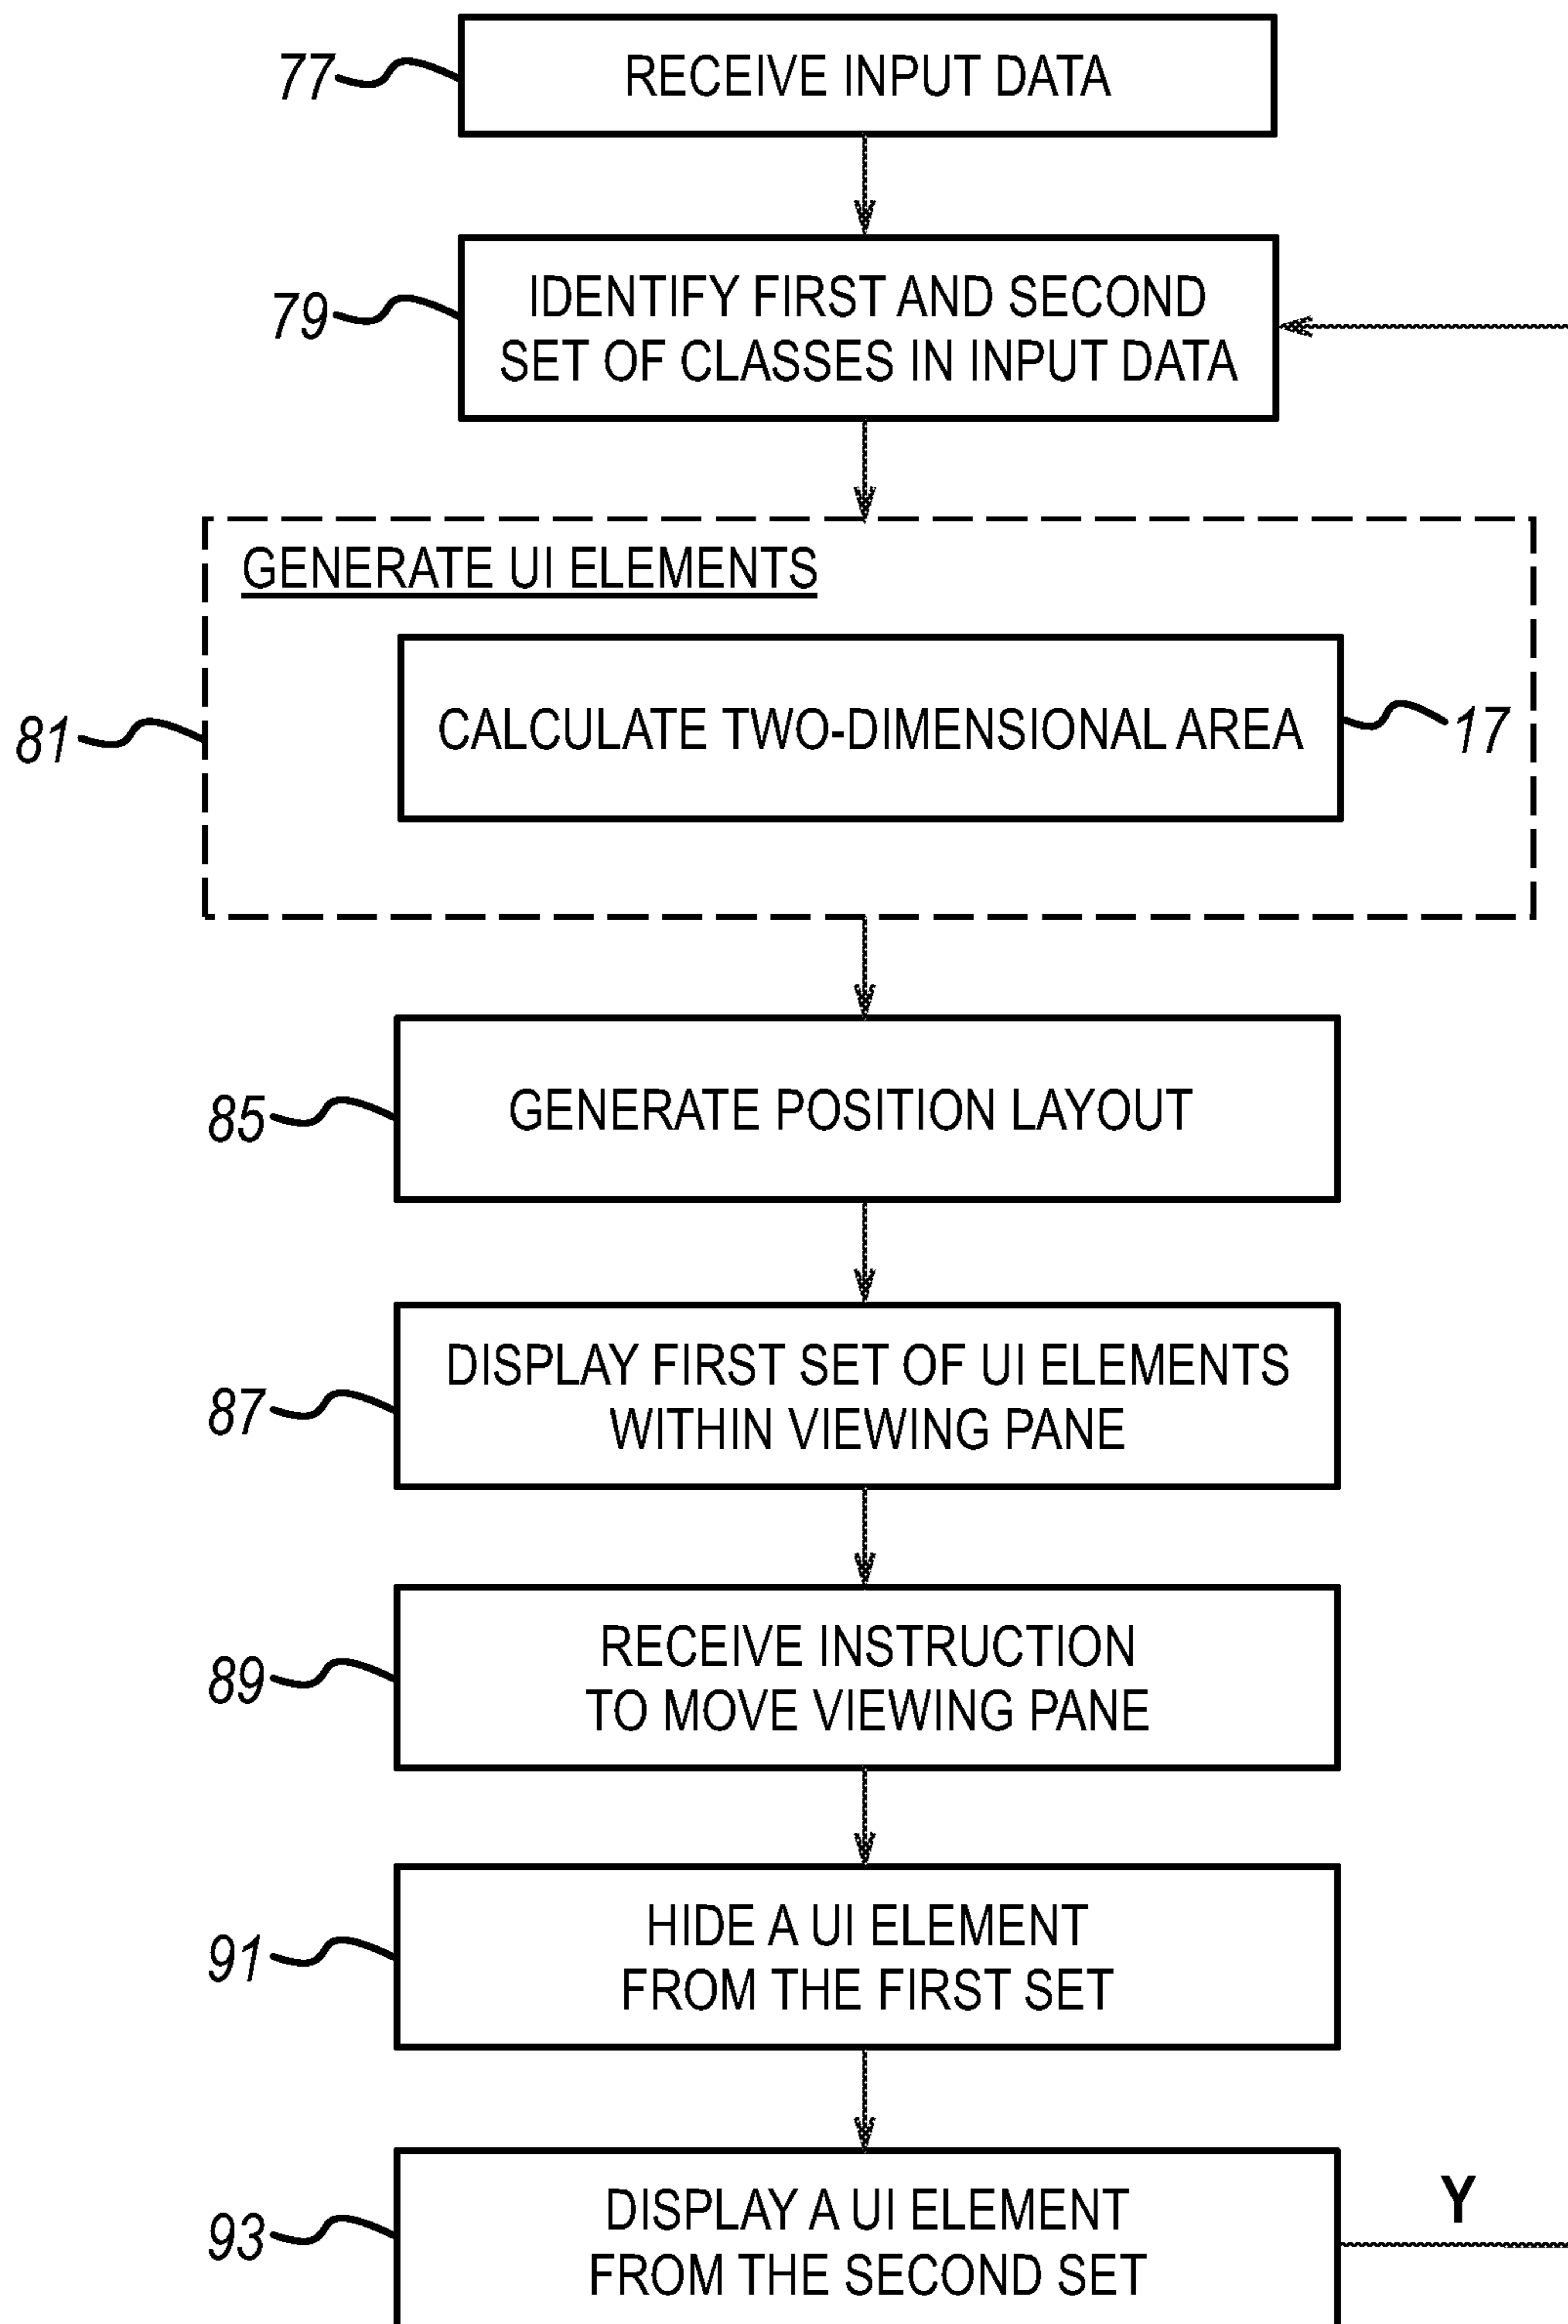 77
RECEIVE INPUT DATA
79
IDENTIFY FIRST AND SECOND
SET OF CLASSES IN INPUT DATA
GENERATE UI ELEMENTS
81
CALCULATE TWO-DIMENSIONAL AREA
17
85
GENERATE POSITION LAYOUT
87
DISPLAY FIRST SET OF UI ELEMENTS
WITHIN VIEWING PANE
89
RECEIVE INSTRUCTION
TO MOVE VIEWING PANE
91
HIDE A UI ELEMENT
FROM THE FIRST SET
93
DISPLAY A UI ELEMENT
FROM THE SECOND SET
Y